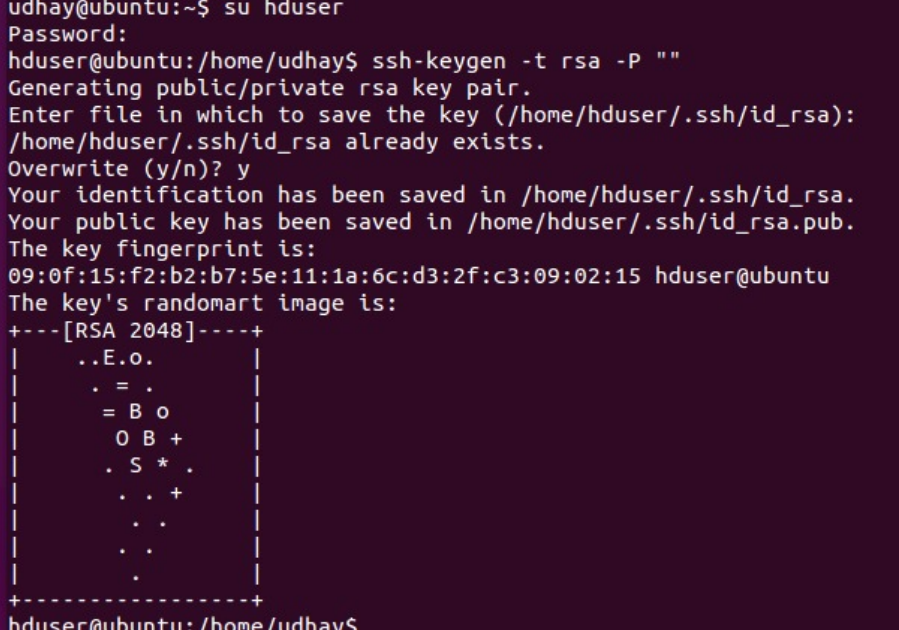 udhay@ubuntu:~$ su hduser
Password:
hduser@ubuntu:/home/udhay$ ssh-keygen -t rsa -P ""
Generating public/private rsa key pair.
Enter file in which to save the key (/home/hduser/.ssh/id_rsa):
/home/hduser/.ssh/id_rsa already exists.
Overwrite (y/n)? y
Your identification has been saved in /home/hduser/.ssh/id_rsa.
Your public key has been saved in /home/hduser/.ssh/id_rsa.pub.
The key fingerprint is:
09:0f:15:f2:b2:b7:5e:11:1a:6c:d3:2f:c3:09:02:15 hduser@ubuntu
The key's randomart image is:
+---[RSA 2048]----+
|    ..E.o.       |
|     . = .       |
|      = B o      |
|       O B +     |
|      . S * .    |
|       . . +     |
|        . .      |
|       . .       |
|        .        |
+-----------------+
hduser@ubuntu:/home/udhay$